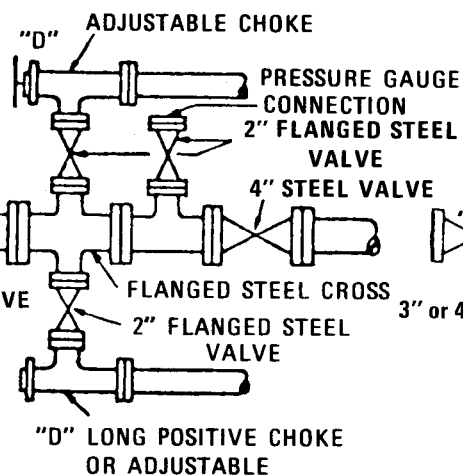 "D"
ADJUSTABLE CHOKE
PRESSURE GAUGE
CONNECTION
2" FLANGED STEEL
VALVE
4" STEEL VALVE
FLANGED STEEL CROSS
VE
3" or 4
2" FLANGED STEEL
VALVE
"D" LONG POSITIVE CHOKE
OR ADJUSTABLE